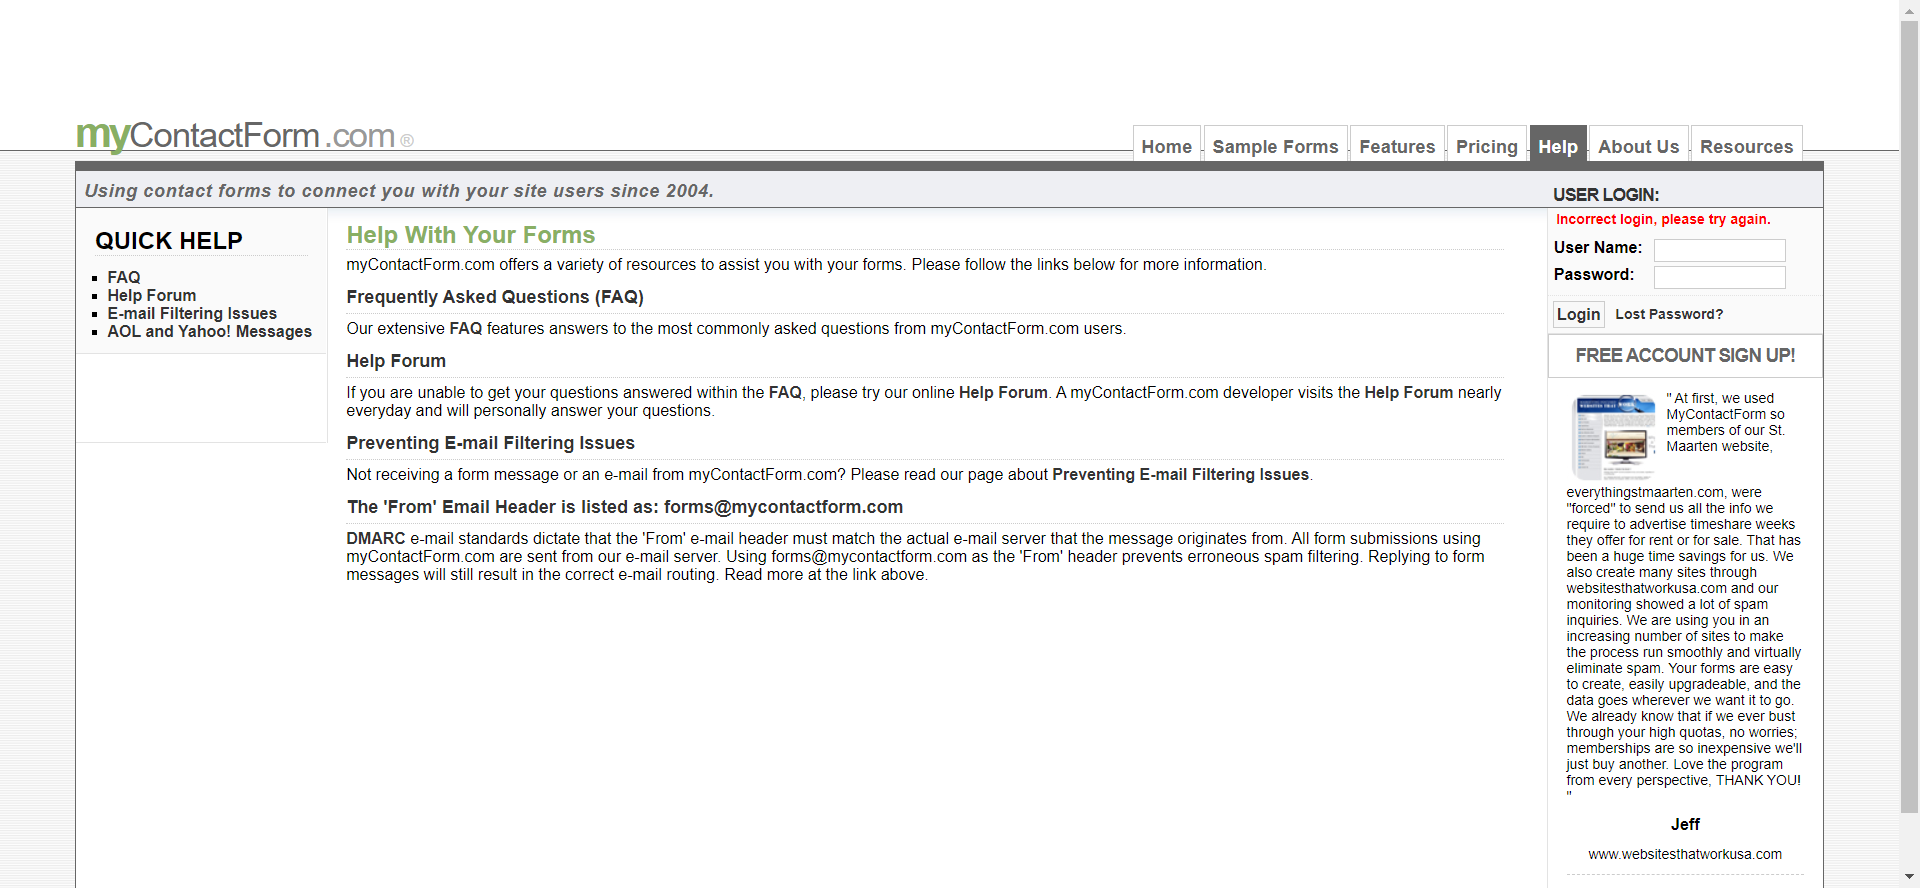 myContactForm.com®
Home
Sample Forms
Features
Pricing
Help
About Us
Resources
Using contact forms to connect you with your site users since 2004.
USER LOGIN:
QUICK HELP
FAQ
Help Forum
E-mail Filtering Issues
AOL and Yahoo! Messages
Help With Your Forms
myContactForm.com offers a variety of resources to assist you with your forms. Please follow the links below for more information.
Frequently Asked Questions (FAQ)
Our extensive FAQ features answers to the most commonly asked questions from myContactForm.com users.
Help Forum
If you are unable to get your questions answered within the FAQ, please try our online Help Forum. A myContactForm.com developer visits the Help Forum nearly
everyday and will personally answer your questions.
Preventing E-mail Filtering Issues
Not receiving a form message or an e-mail from myContactForm.com? Please read our page about Preventing E-mail Filtering Issues.
The 'From' Email Header is listed as: forms@mycontactform.com
DMARC e-mail standards dictate that the 'From' e-mail header must match the actual e-mail server that the message originates from. All form submissions using
myContactForm.com are sent from our e-mail server. Using forms@mycontactform.com as the 'From' header prevents erroneous spam filtering. Replying to form
messages will still result in the correct e-mail routing. Read more at the link above.
Incorrect login, please try again.
User Name:
Password:
Login
Lost Password?
FREE ACCOUNT SIGN UP!
" At first, we used
MyContactForm so
members of our St.
Maarten website,
everythingstmaarten.com, were
"forced" to send us all the info we
require to advertise timeshare weeks
they offer for rent or for sale. That has
been a huge time savings for us. We
also create many sites through
websitesthatworkusa.com and our
monitoring showed a lot of spam
inquiries. We are using you in an
increasing number of sites to make
the process run smoothly and virtually
eliminate spam. Your forms are easy
to create, easily upgradeable, and the
data goes wherever we want it to go.
We already know that if we ever bust
through your high quotas, no worries;
memberships are so inexpensive we'll
just buy another. Love the program
from every perspective, THANK YOU!
"
Jeff
www.websitesthatworkusa.com